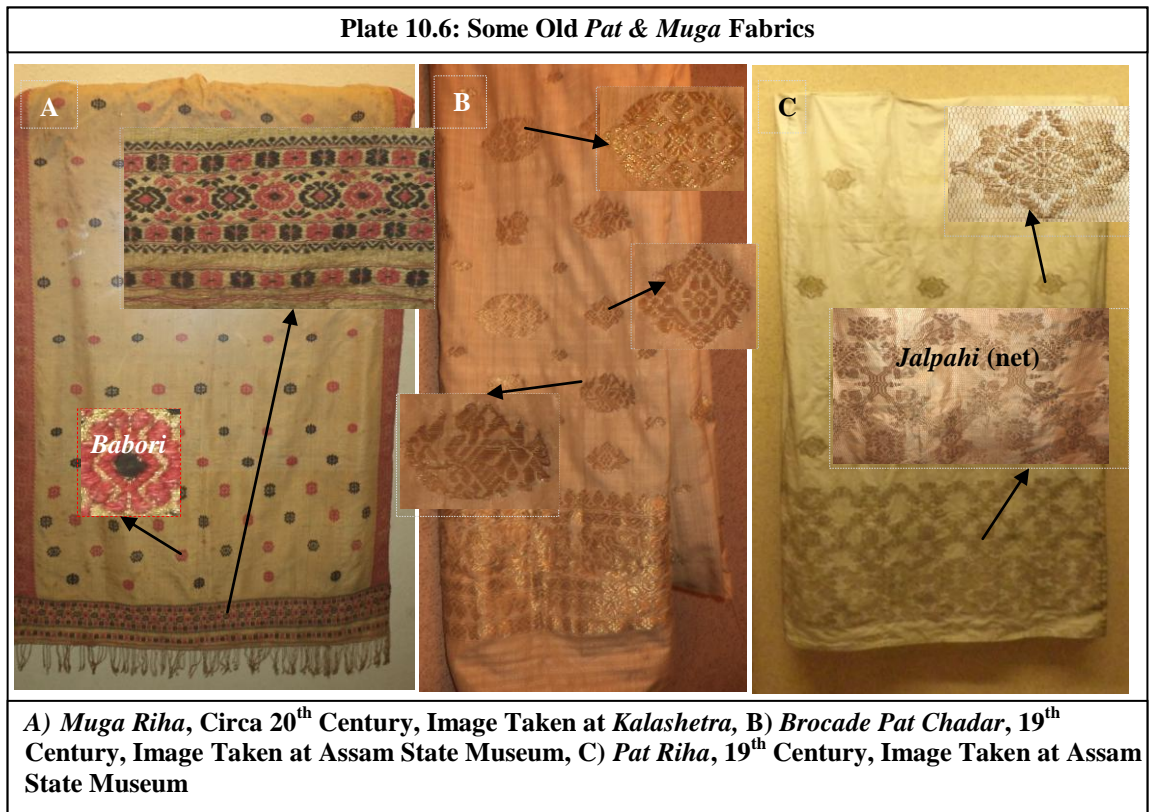 Plate 10.6: Some Old Pat & Muga Fabrics
A
B
C
Babori
Jalpahi (net)
A) Muga Riha, Circa 20th Century, Image Taken at Kalashetra, B) Brocade Pat Chadar, 19th
Century, Image Taken at Assam State Museum, C) Pat Riha, 19th Century, Image Taken at Assam
State Museum